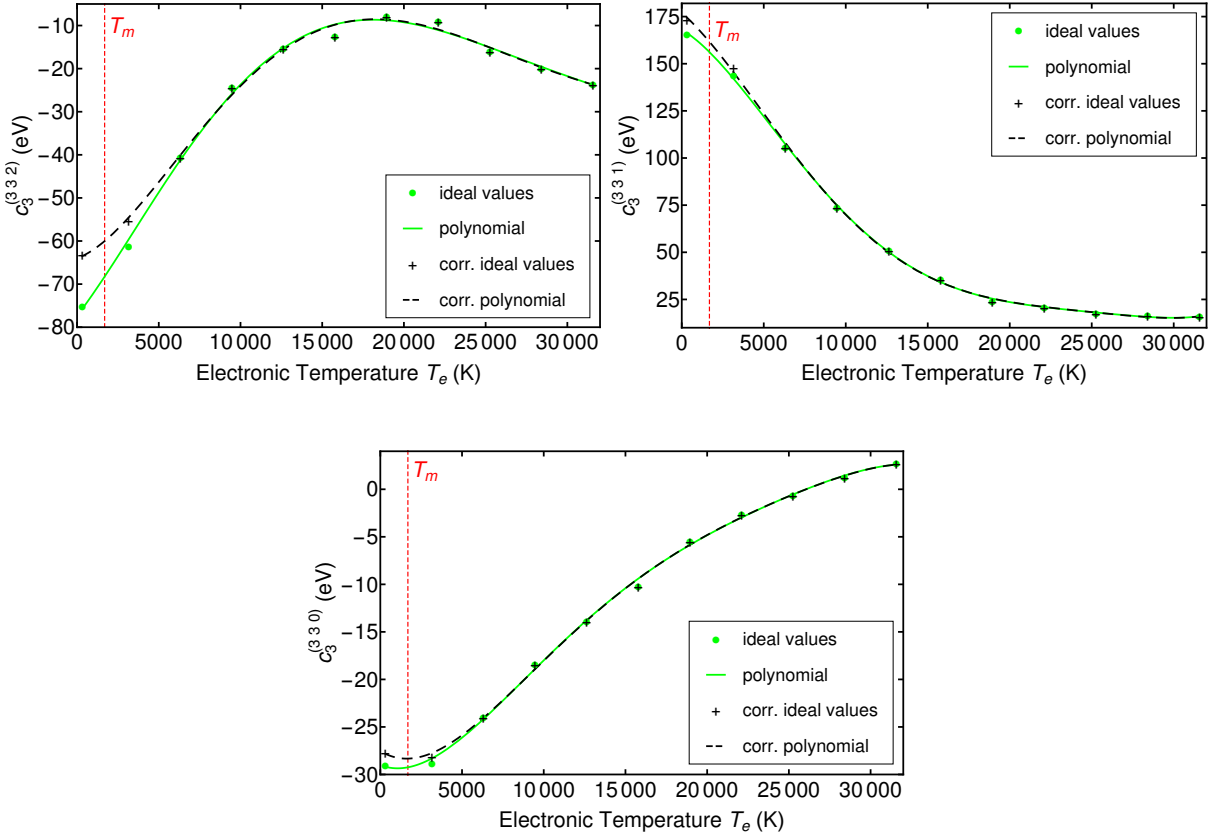 c₃⁽³ ³ ²⁾ (eV)
−10
−20
−30
−40
−50
−60
−70
−80
T_m
ideal values
polynomial
corr. ideal values
corr. polynomial
0 5000 10 000 15 000 20 000 25 000 30 000
Electronic Temperature T_e (K)
c₃⁽³ ³ ¹⁾ (eV)
175
150
125
100
75
50
25
T_m
ideal values
polynomial
corr. ideal values
corr. polynomial
0 5000 10 000 15 000 20 000 25 000 30 000
Electronic Temperature T_e (K)
c₃⁽³ ³ ⁰⁾ (eV)
0
−5
−10
−15
−20
−25
−30
T_m
ideal values
polynomial
corr. ideal values
corr. polynomial
0 5000 10 000 15 000 20 000 25 000 30 000
Electronic Temperature T_e (K)